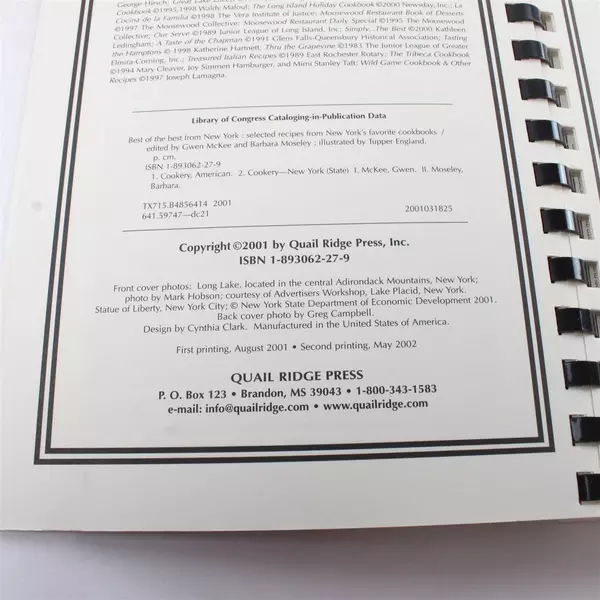 George Hirsch; Great Lake
The Long Island Holiday Cookbook©2000 Newsday, Inc.; La
Cocina de la Familia ©1998 The Vera Institute of Justice; Moosewood Restaurant Book of Desserts
©1997 The Moosewood Collective; Moosewood Restaurant Daily Special ©1995 The Moosewood
Collective; Our Serve ©1989 Junior League of Long Island, Inc; Simply...The Best ©2000 Kathleen
Ledingham; A Taste of the Chapman ©1991 Glens Falls-Queensbury Historical Association; Tasting
the Hamptons © 1998 Katherine Hartnett, Thru the Grapevine ©1983 The Junior League of Greater
Elmira-Corning, Inc.; Treasured Italian Recipes ©1989 East Rochester Rotary; The Tribeca Cookbook
©1994 Mary Cleaver, Joy Simmen Hamburger, and Mimi Stanley Taft; Wild Game Cookbook & Other
Recipes ©1997 Joseph Lamagna.
Library of Congress Cataloging-in-Publication Data
Best of the best from New York : selected recipes from New York's favorite cookbooks /
edited by Gwen McKee and Barbara Moseley ; illustrated by Tupper England.
p. cm.
ISBN 1-893062-27-9
1. Cookery, American. 2. Cookery—New York (State) I. McKee, Gwen. II. Moseley,
Barbara.
TX715.B4856414 2001
641.59747—dc21 2001031825
Copyright ©2001 by Quail Ridge Press, Inc.
ISBN 1-893062-27-9
Front cover photos: Long Lake, located in the central Adirondack Mountains, New York;
photo by Mark Hobson; courtesy of Advertisers Workshop, Lake Placid, New York.
Statue of Liberty, New York City; © New York State Department of Economic Development 2001.
Back cover photo by Greg Campbell.
Design by Cynthia Clark. Manufactured in the United States of America.
First printing, August 2001 • Second printing, May 2002
QUAIL RIDGE PRESS
P. O. Box 123 • Brandon, MS 39043 • 1-800-343-1583
e-mail: info@quailridge.com • www.quailridge.com